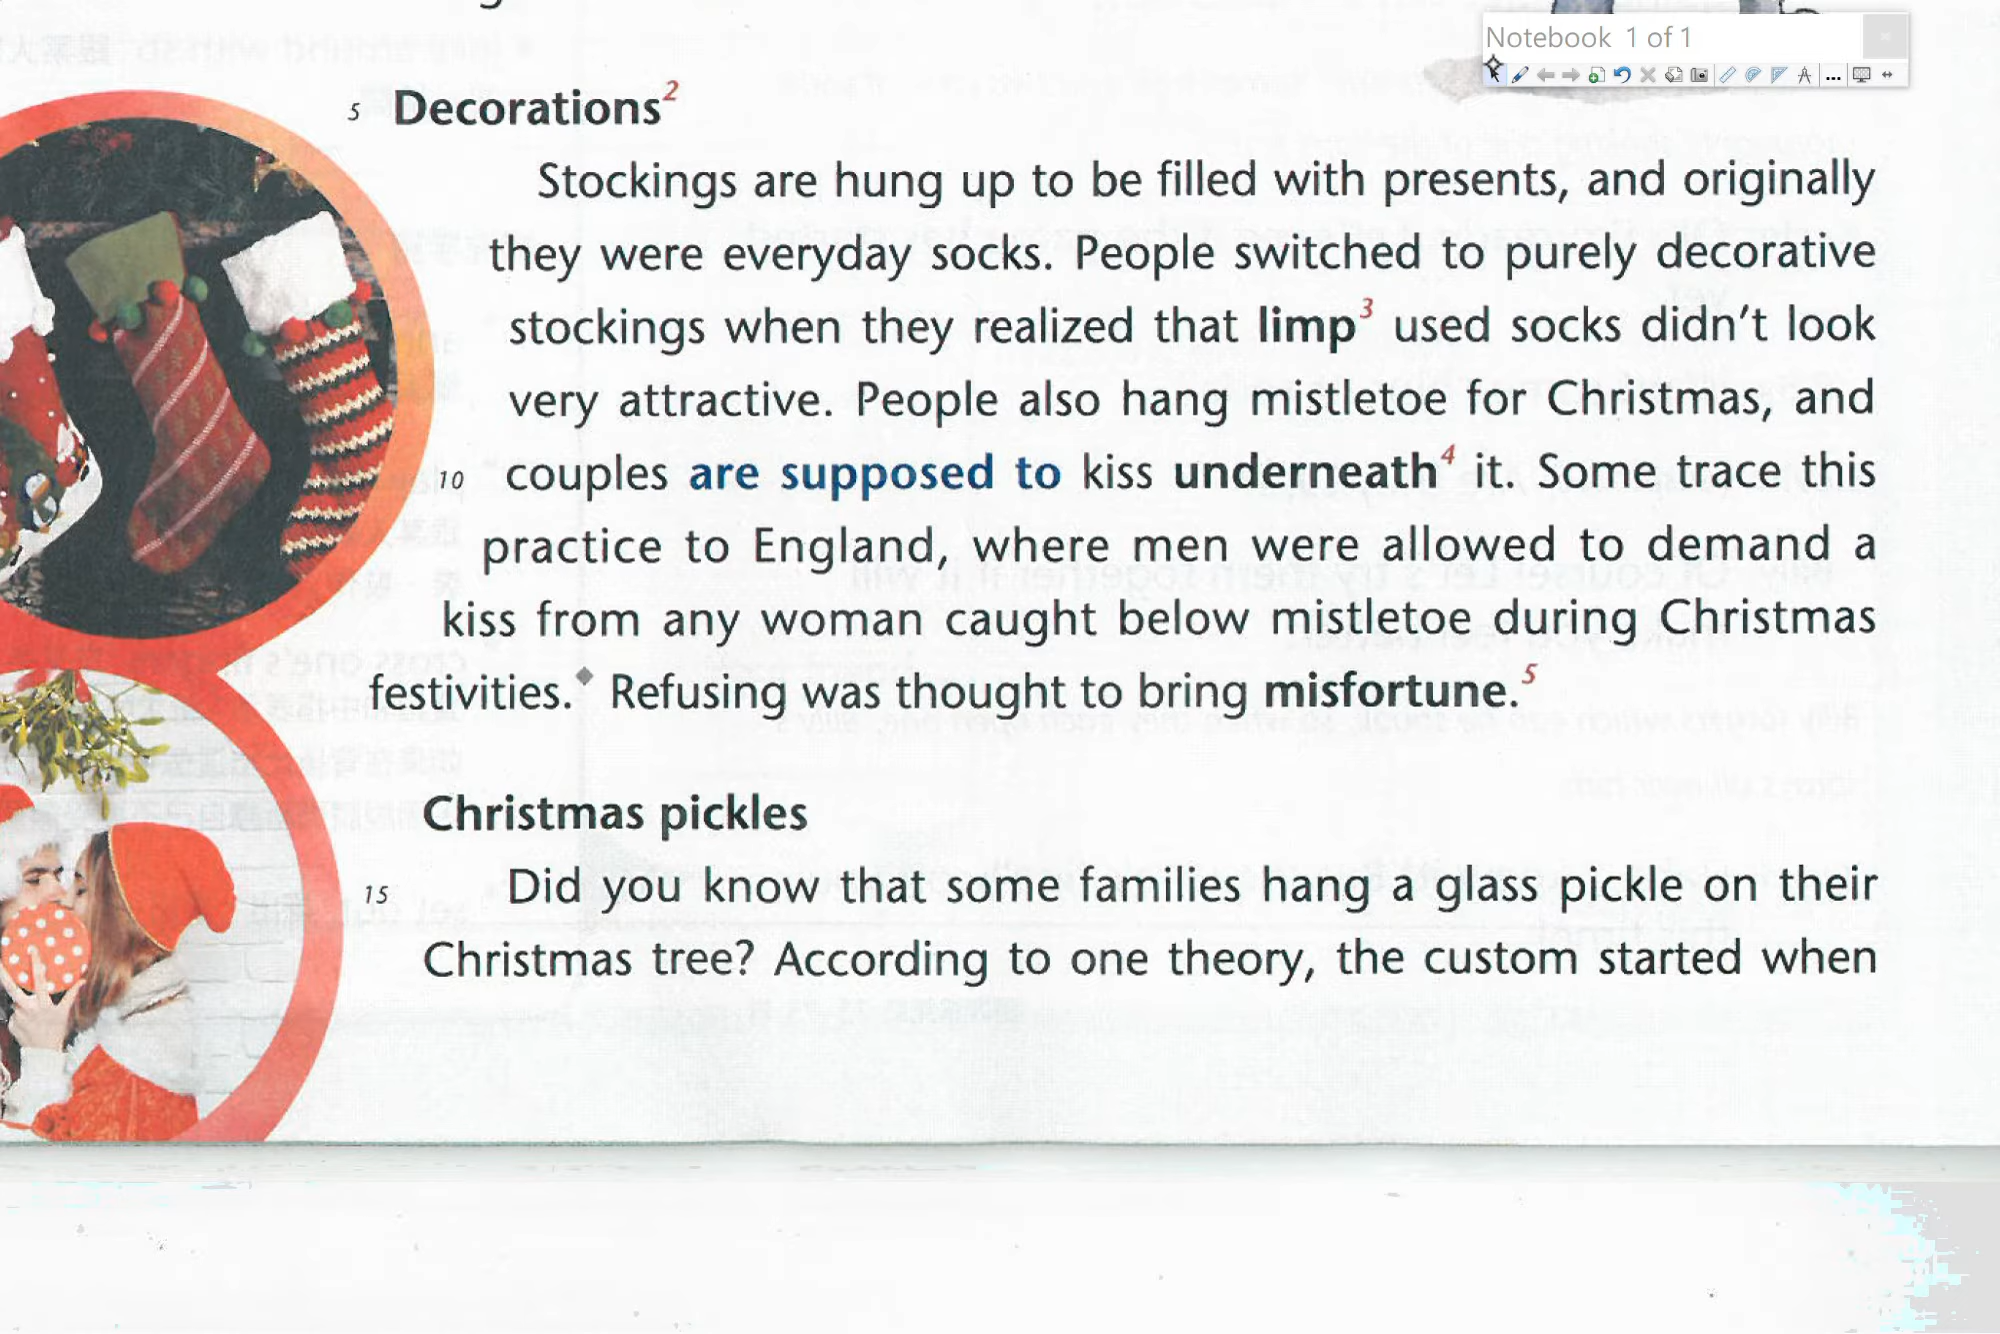 Notebook 1 of 1
5 Decorations2
Stockings are hung up to be filled with presents, and originally
they were everyday socks. People switched to purely decorative
stockings when they realized that limp3 used socks didn't look
very attractive. People also hang mistletoe for Christmas, and
10 couples are supposed to kiss underneath4 it. Some trace this
practice to England, where men were allowed to demand a
kiss from any woman caught below mistletoe during Christmas
festivities.◆ Refusing was thought to bring misfortune.5
Christmas pickles
15 Did you know that some families hang a glass pickle on their
Christmas tree? According to one theory, the custom started when